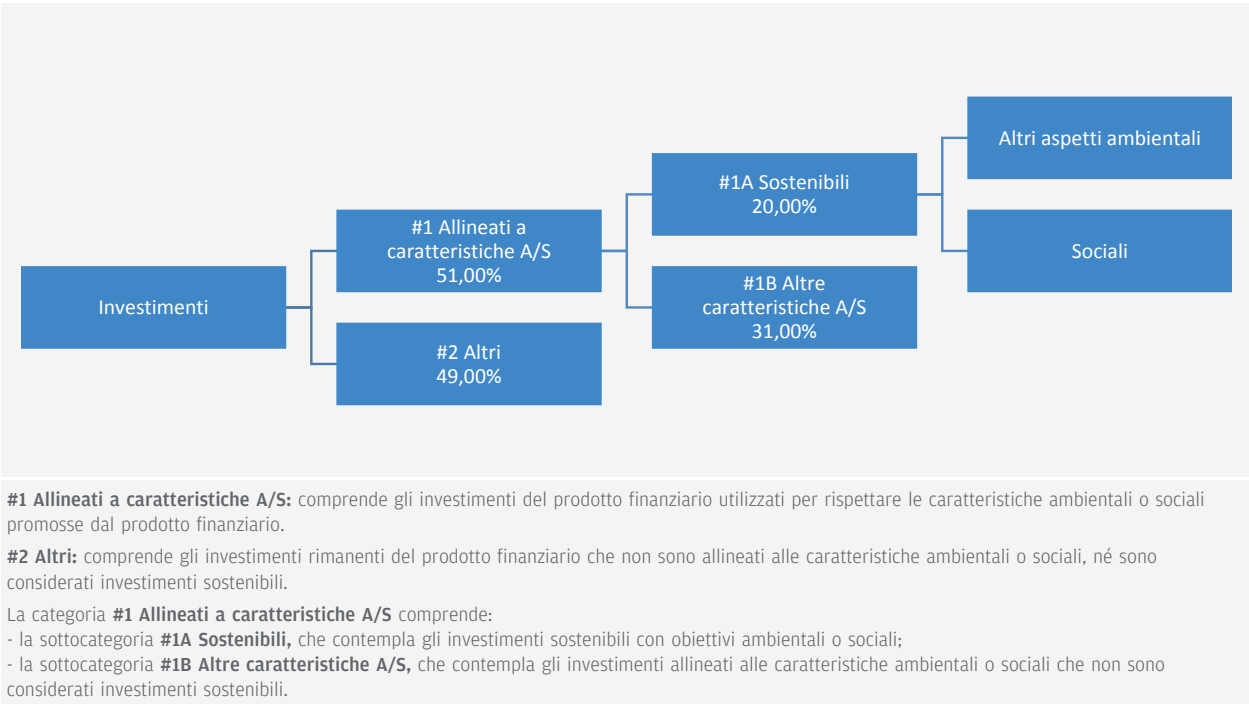 Investimenti
#1 Allineati a
caratteristiche A/S
51,00%
#2 Altri
49,00%
#1A Sostenibili
20,00%
#1B Altre
caratteristiche A/S
31,00%
Altri aspetti ambientali
Sociali
#1 Allineati a caratteristiche A/S: comprende gli investimenti del prodotto finanziario utilizzati per rispettare le caratteristiche ambientali o sociali
promosse dal prodotto finanziario.
#2 Altri: comprende gli investimenti rimanenti del prodotto finanziario che non sono allineati alle caratteristiche ambientali o sociali, né sono
considerati investimenti sostenibili.
La categoria #1 Allineati a caratteristiche A/S comprende:
- la sottocategoria #1A Sostenibili, che contempla gli investimenti sostenibili con obiettivi ambientali o sociali;
- la sottocategoria #1B Altre caratteristiche A/S, che contempla gli investimenti allineati alle caratteristiche ambientali o sociali che non sono
considerati investimenti sostenibili.